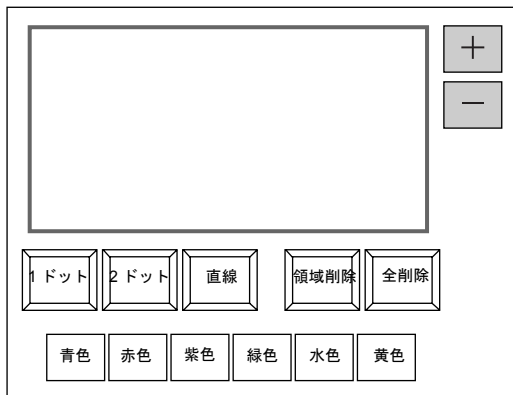 ＋
－
1 ドット 2 ドット 直線 領域削除 全削除
青色 赤色 紫色 緑色 水色 黄色